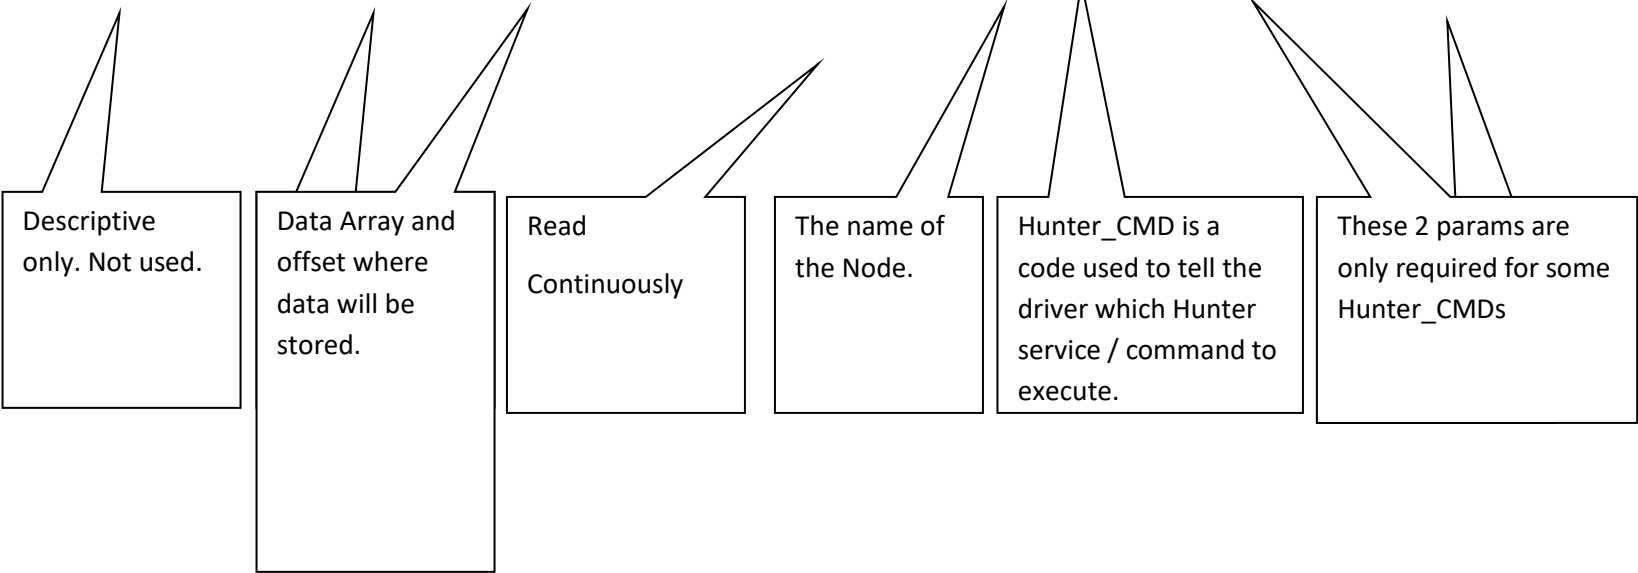 Descriptive
only. Not used.
Data Array and
offset where
data will be
stored.
Read
Continuously
The name of
the Node.
Hunter_CMD is a
code used to tell the
driver which Hunter
service / command to
execute.
These 2 params are
only required for some
Hunter_CMDs